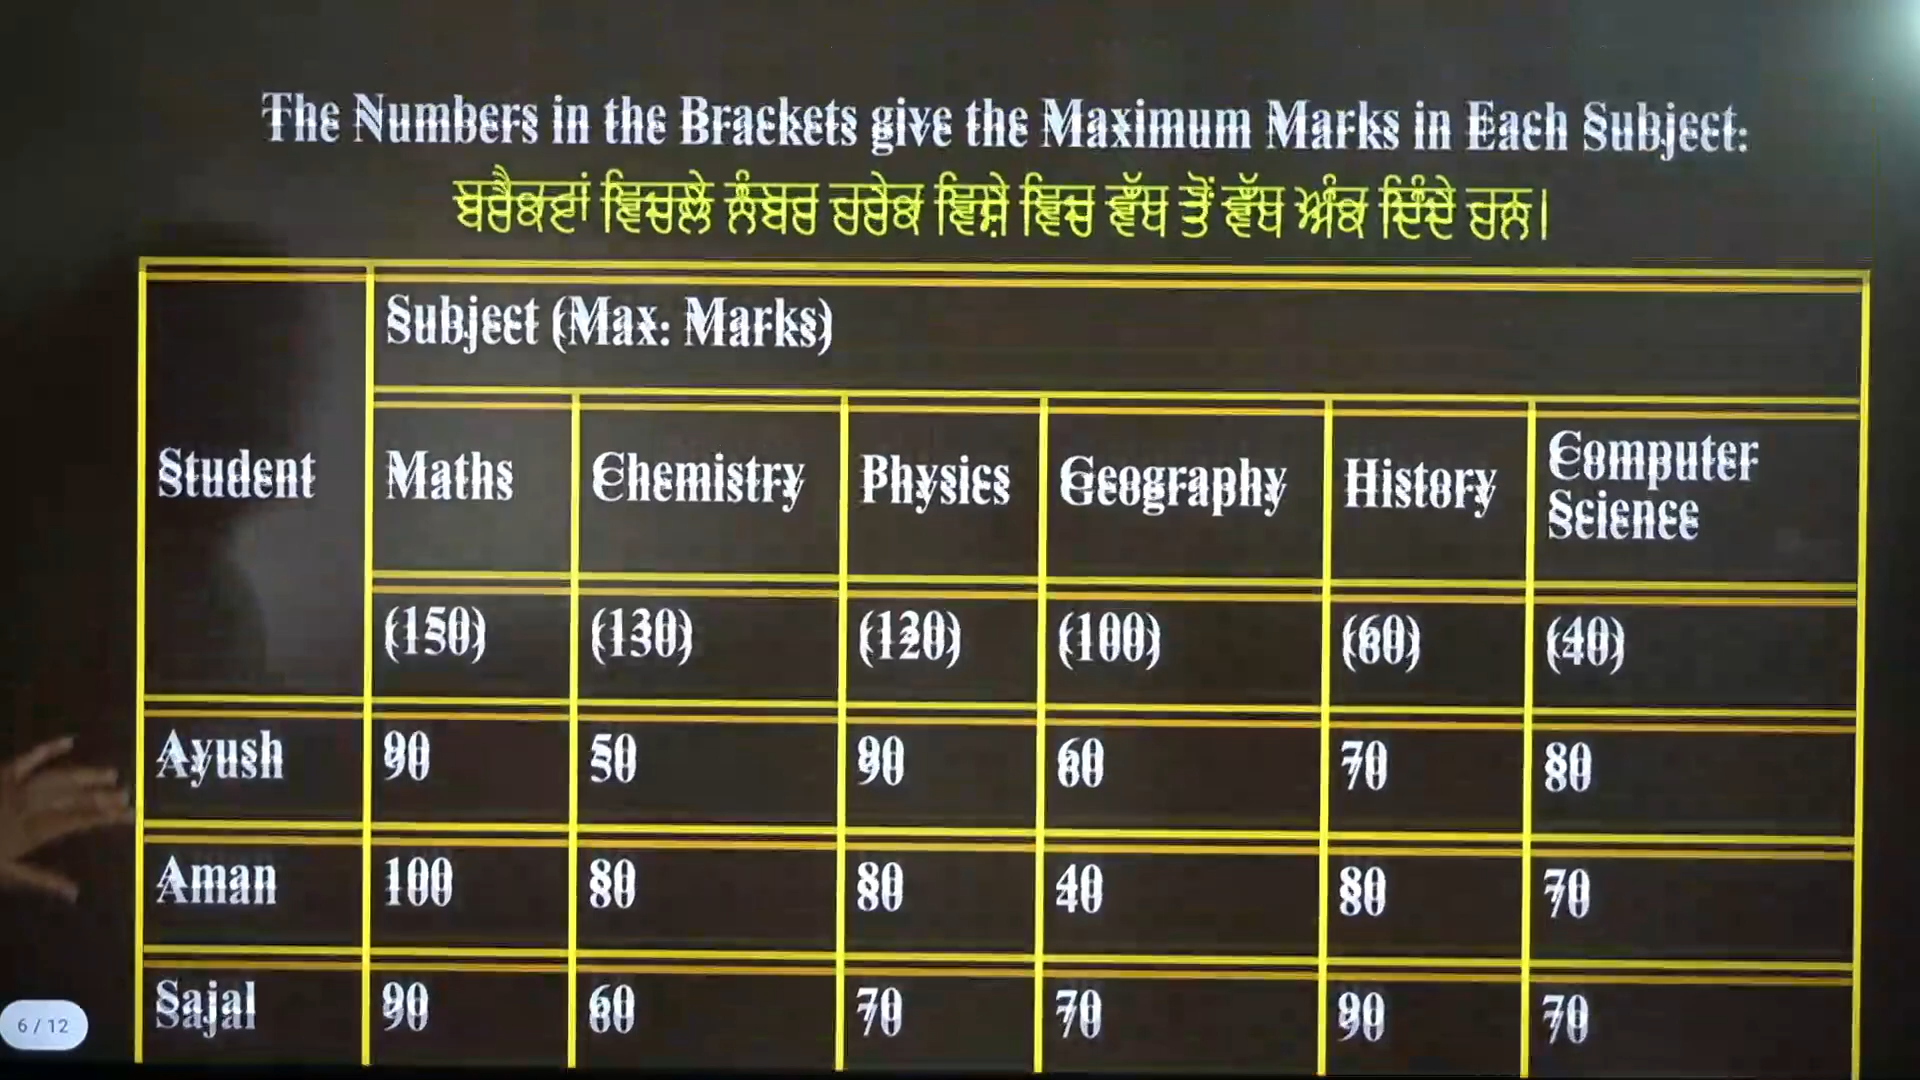 The Numbers in the Brackets give the Maximum Marks in Each Subject.
ਬਰੈਕਟਾਂ ਵਿਚਲੇ ਨੰਬਰ ਹਰੇਕ ਵਿਸ਼ੇ ਵਿਚ ਵੱਧ ਤੋਂ ਵੱਧ ਅੰਕ ਦਿੰਦੇ ਹਨ।
Subject (Max. Marks)
Student Maths Chemistry Physics Geography History Computer Science
(150) (130) (120) (100) (60) (40)
Ayush 90 50 90 60 70 80
Aman 100 80 80 40 80 70
Sajal 90 60 70 70 90 70
6 / 12